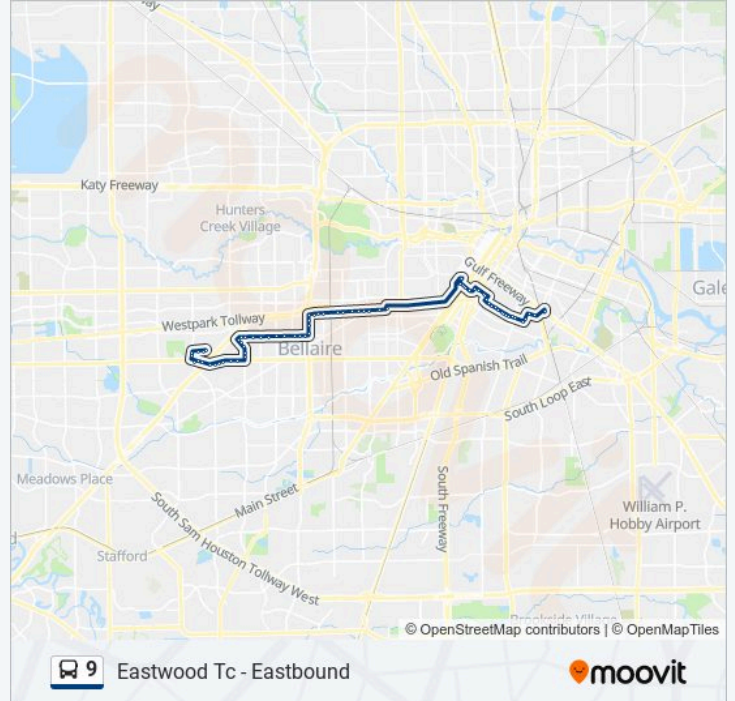 Katy Freeway
Hunters
Creek Village
Gulf Freeway
Gale
Westpark Tollway
Bellaire
Old Spanish Trail
South Loop East
Meadows Place
Main Street
South Freeway
William P.
Hobby Airport
South Sam Houston Tollway West
Stafford
Brookside Village
© OpenStreetMap contributors | © OpenMapTiles
9 Eastwood Tc - Eastbound
moovit